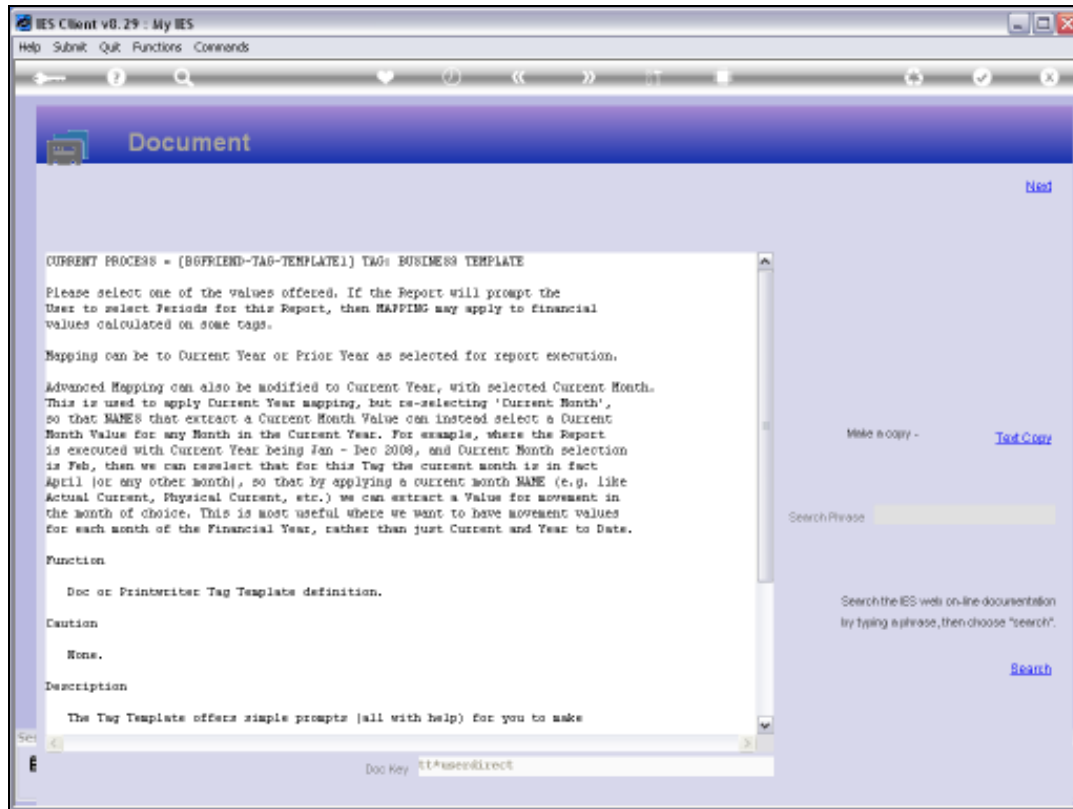 IES Client v8.29 : My IES
Help Submit Quit Functions Commands
Document
Next
CURRENT PROCESS = [BGFRIEND-TAG-TEMPLATE1] TAG: BUSINESS TEMPLATE
Please select one of the values offered. If the Report will prompt the
User to select Periods for this Report, then MAPPING may apply to financial
values calculated on some tags.
Mapping can be to Current Year or Prior Year as selected for report execution.
Advanced Mapping can also be modified to Current Year, with selected Current Month.
This is used to apply Current Year mapping, but re-selecting 'Current Month',
so that NAMES that extract a Current Month Value can instead select a Current
Month Value for any Month in the Current Year. For example, where the Report
is executed with Current Year being Jan - Dec 2008, and Current Month selection
is Feb, then we can reselect that for this Tag the current month is in fact
April (or any other month), so that by applying a current month NAME (e.g. like
Actual Current, Physical Current, etc.) we can extract a Value for movement in
the month of choice. This is most useful where we want to have movement values
for each month of the Financial Year, rather than just Current and Year to Date.
Function
Doc or Printwriter Tag Template definition.
Caution
None.
Description
The Tag Template offers simple prompts (all with help) for you to make
Make a copy -
Text Copy
Search Phrase
Search the IES web on-line documentation
by typing a phrase, then choose "search".
Search
Doc Key tt*userdirect